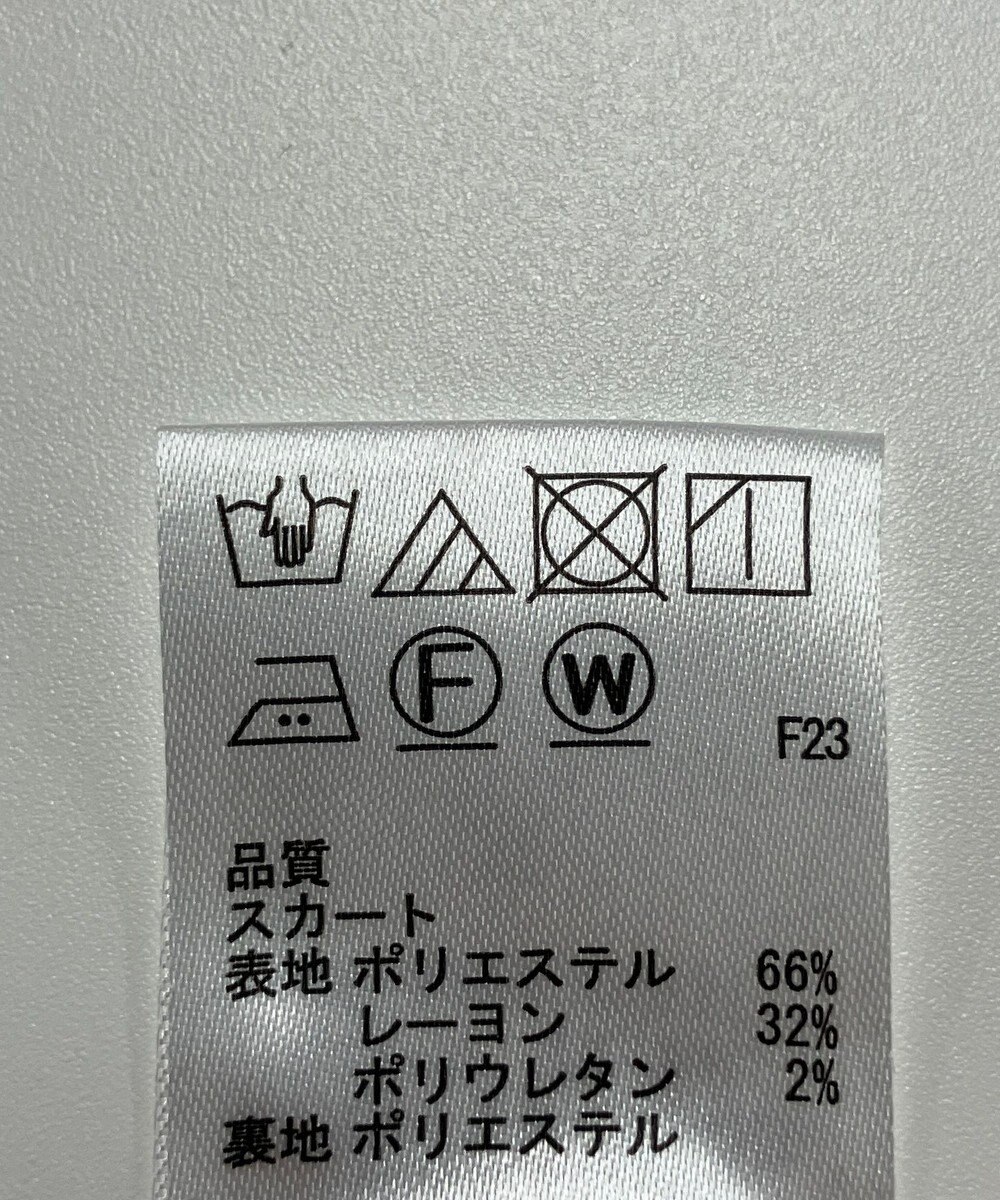 F W
F23
品質
スカート
表地 ポリエステル 66%
レーヨン 32%
ポリウレタン 2%
裏地 ポリエステル